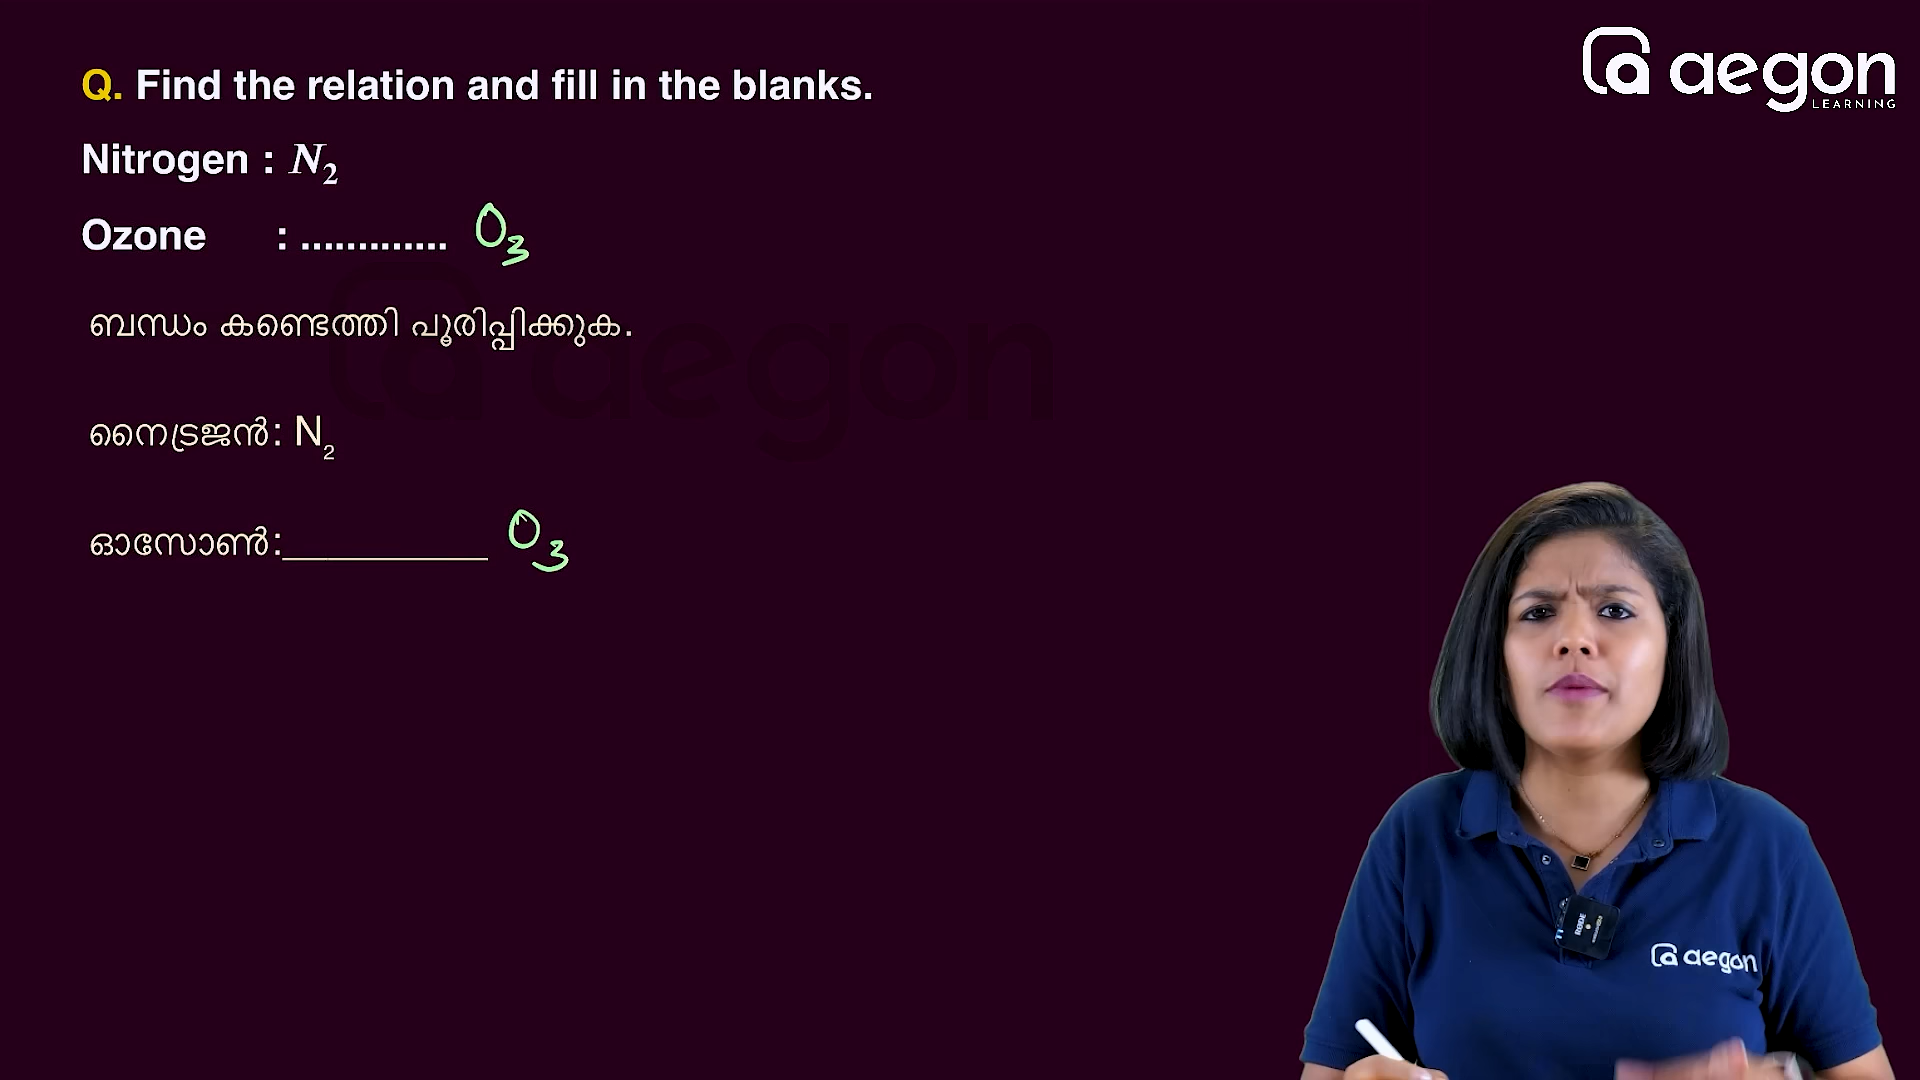 Q. Find the relation and fill in the blanks.
aegon
LEARNING
Nitrogen : N₂
Ozone : ............. O₃
ബന്ധം കണ്ടെത്തി പൂരിപ്പിക്കുക.
aegon
നൈട്രജൻ: N₂
ഓസോൺ:__________ O₃
RØDE
aegon